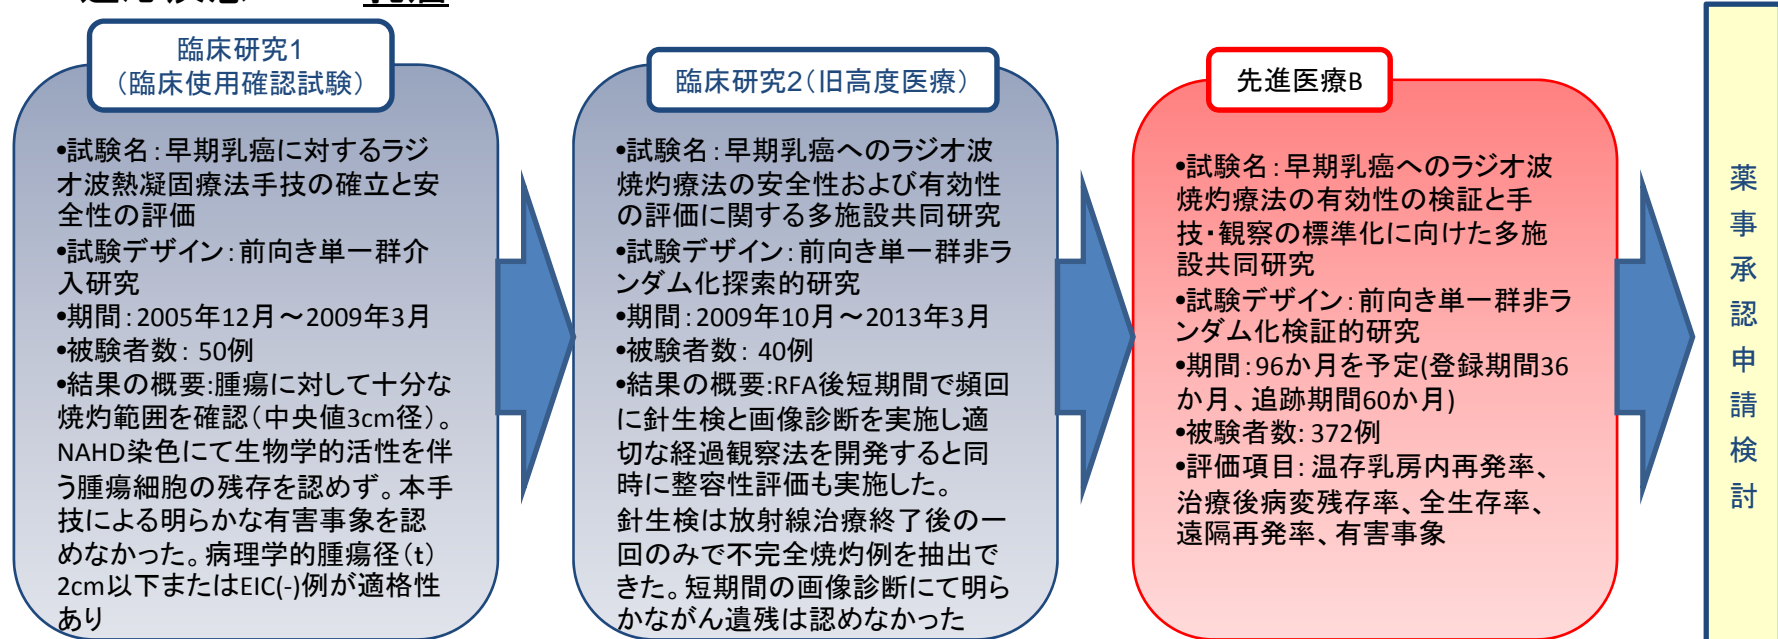 臨床研究1
（臨床使用確認試験）
•試験名：早期乳癌に対するラジ
オ波熱凝固療法手技の確立と安
全性の評価
•試験デザイン：前向き単一群介
入研究
•期間：2005年12月～2009年3月
•被験者数： 50例
•結果の概要:腫瘍に対して十分な
焼灼範囲を確認（中央値3cm径）。
NAHD染色にて生物学的活性を伴
う腫瘍細胞の残存を認めず。本手
技による明らかな有害事象を認
めなかった。病理学的腫瘍径（t）
2cm以下またはEIC(-)例が適格性
あり
臨床研究2（旧高度医療）
•試験名：早期乳癌へのラジオ波
焼灼療法の安全性および有効性
の評価に関する多施設共同研究
•試験デザイン：前向き単一群非ラ
ンダム化探索的研究
•期間：2009年10月～2013年3月
•被験者数： 40例
•結果の概要:RFA後短期間で頻回
に針生検と画像診断を実施し適
切な経過観察法を開発すると同
時に整容性評価も実施した。
針生検は放射線治療終了後の一
回のみで不完全焼灼例を抽出で
きた。短期間の画像診断にて明ら
かながん遺残は認めなかった
先進医療B
•試験名：早期乳癌へのラジオ波
焼灼療法の有効性の検証と手
技・観察の標準化に向けた多施
設共同研究
•試験デザイン：前向き単一群非ラ
ンダム化検証的研究
•期間：96か月を予定(登録期間36
か月、追跡期間60か月)
•被験者数: 372例
•評価項目: 温存乳房内再発率、
治療後病変残存率、全生存率、
遠隔再発率、有害事象
薬事承認申請検討